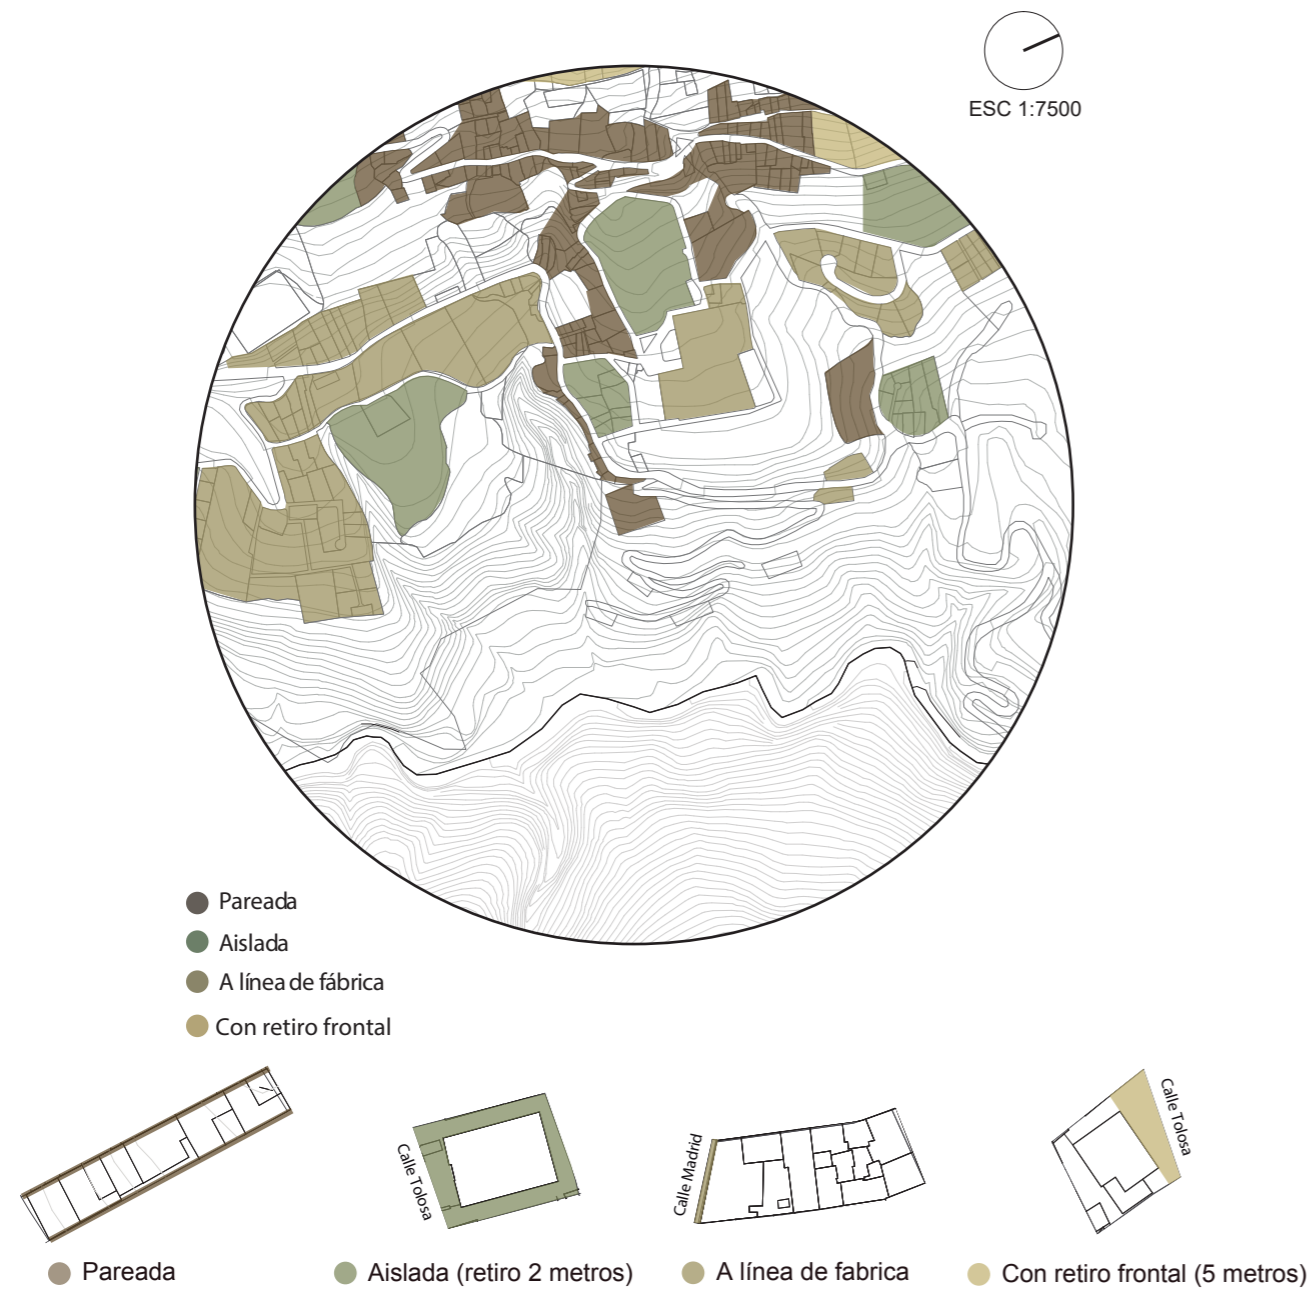 ESC 1:7500
Pareada
Aislada
A línea de fábrica
Con retiro frontal
Calle Tolosa
Calle Madrid
Calle Tolosa
Pareada
Aislada (retiro 2 metros)
A línea de fabrica
Con retiro frontal (5 metros)